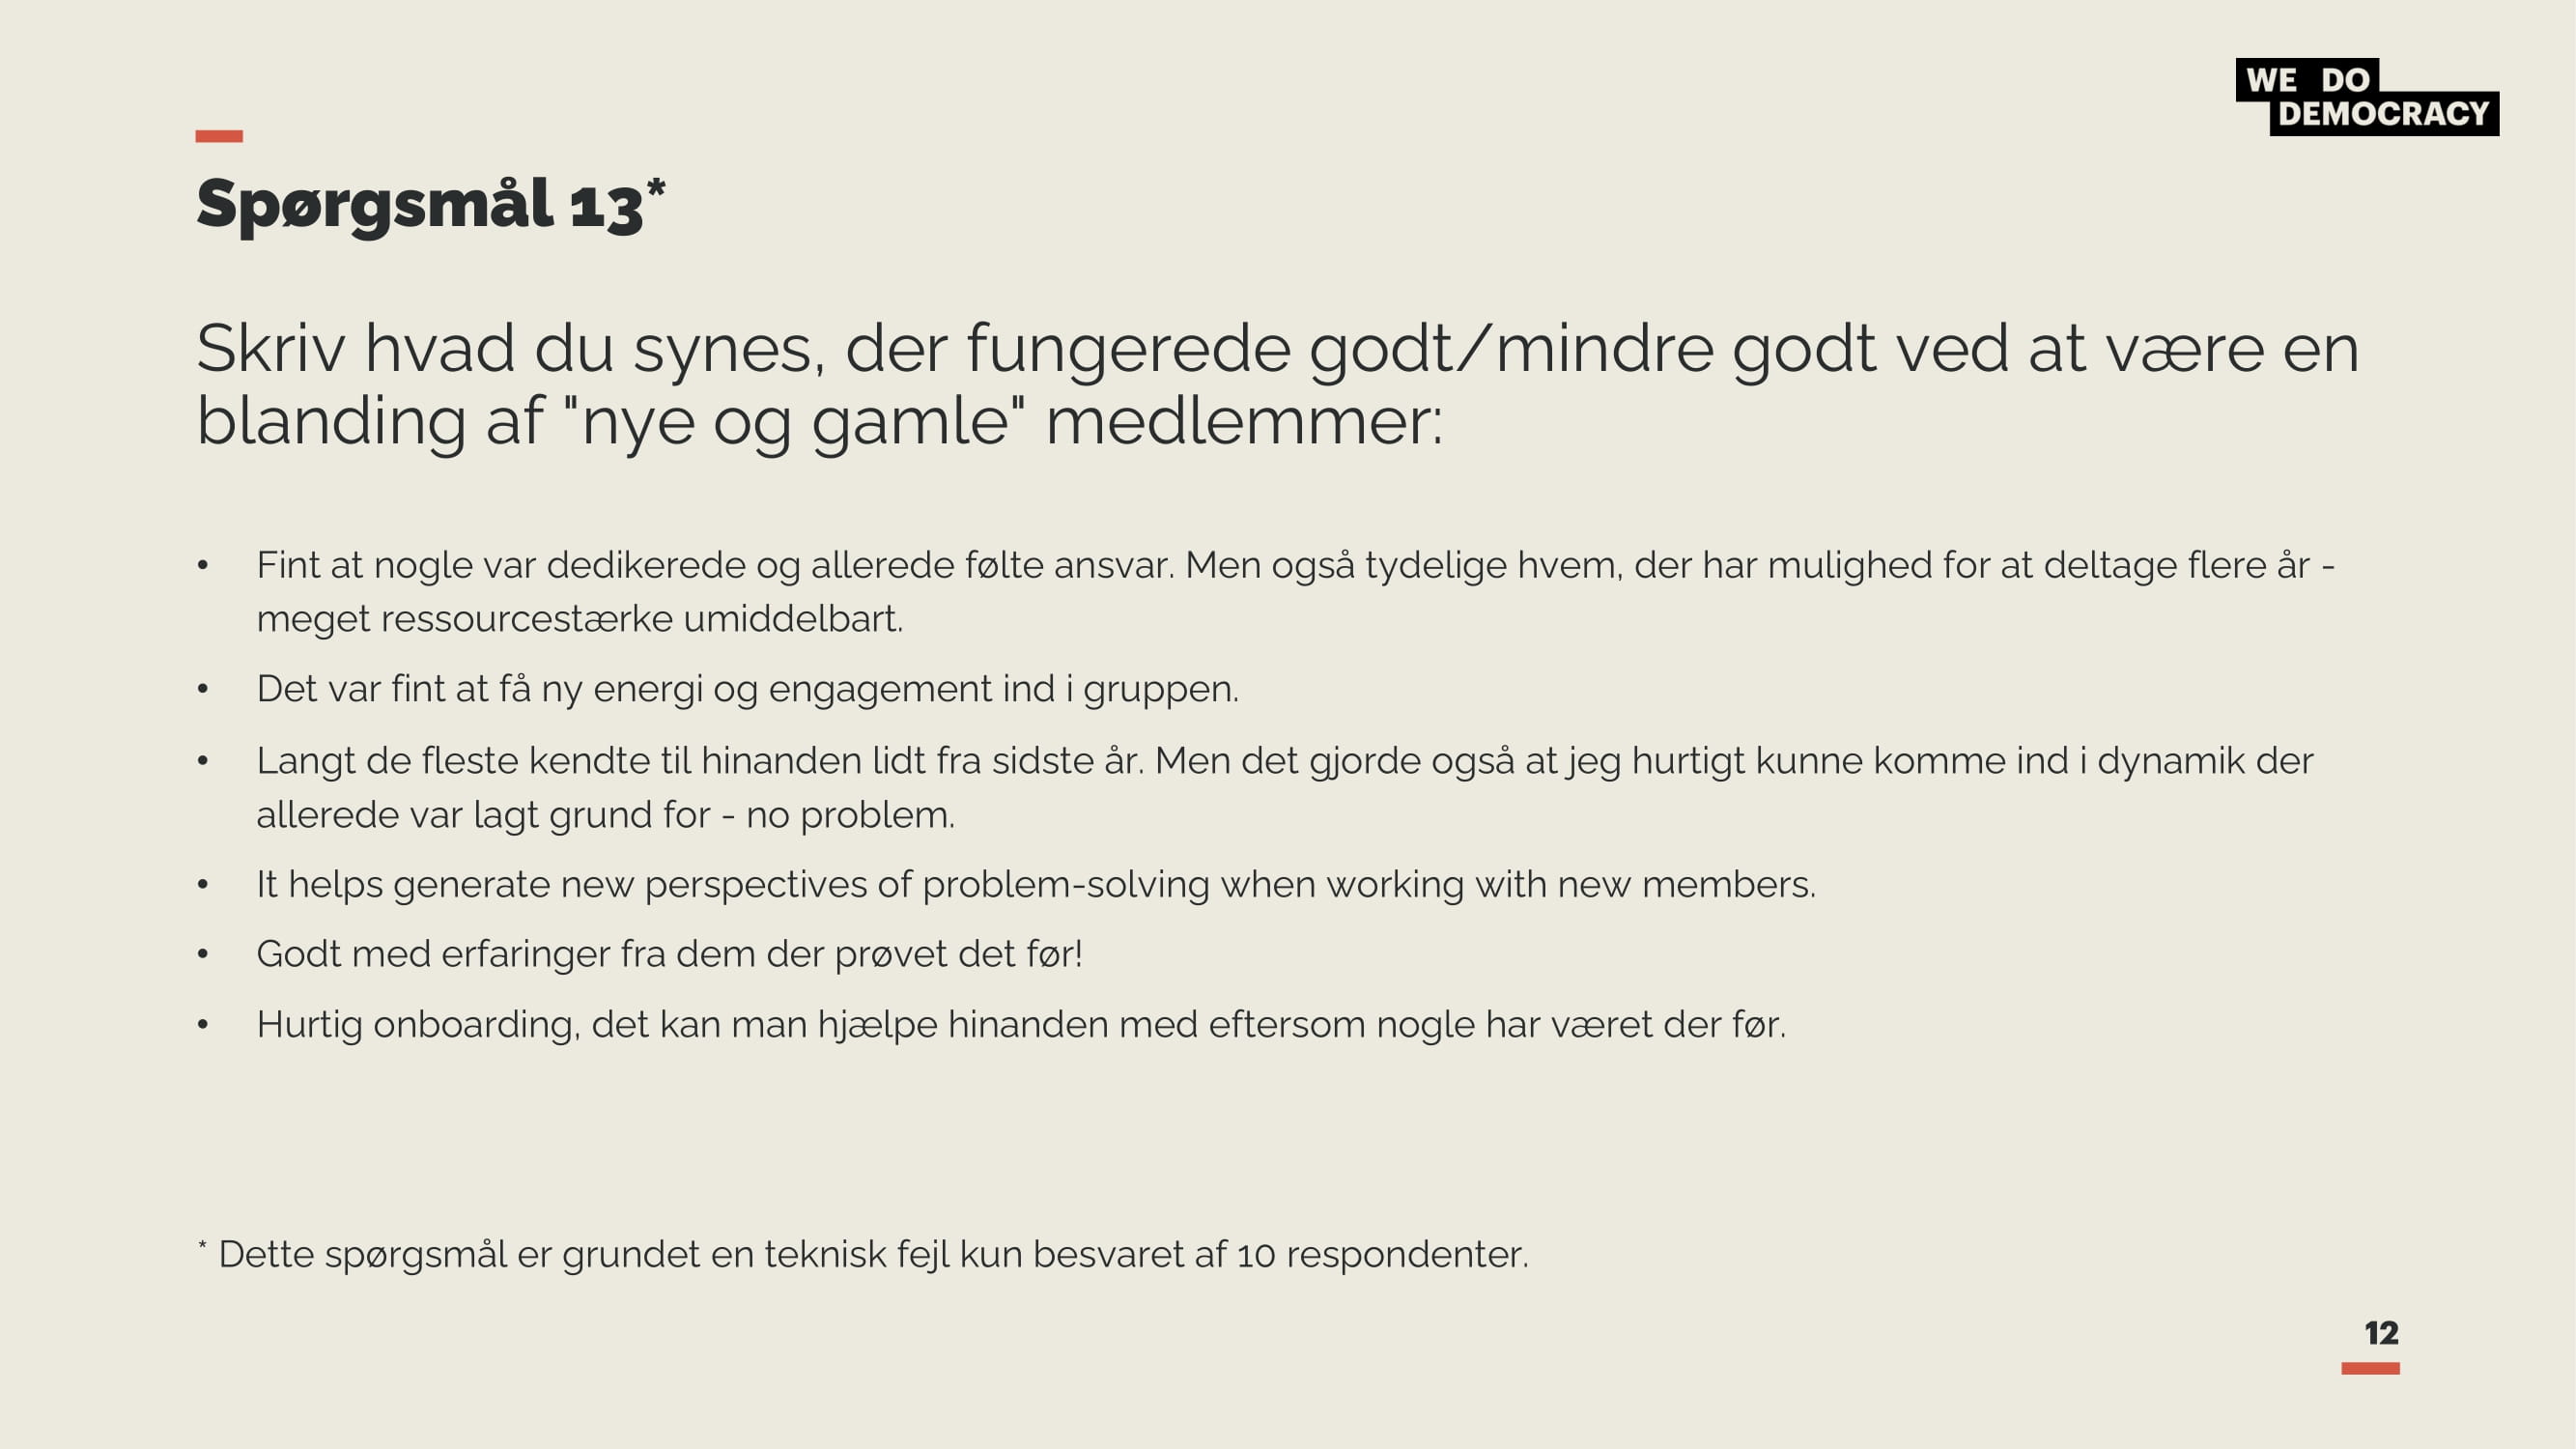 WE DO
DEMOCRACY
Spørgsmål 13*
Skriv hvad du synes, der fungerede godt/mindre godt ved at være en
blanding af "nye og gamle" medlemmer:
• Fint at nogle var dedikerede og allerede følte ansvar. Men også tydelige hvem, der har mulighed for at deltage flere år -
meget ressourcestærke umiddelbart.
• Det var fint at få ny energi og engagement ind i gruppen.
• Langt de fleste kendte til hinanden lidt fra sidste år. Men det gjorde også at jeg hurtigt kunne komme ind i dynamik der
allerede var lagt grund for - no problem.
• It helps generate new perspectives of problem-solving when working with new members.
• Godt med erfaringer fra dem der prøvet det før!
• Hurtig onboarding, det kan man hjælpe hinanden med eftersom nogle har været der før.
* Dette spørgsmål er grundet en teknisk fejl kun besvaret af 10 respondenter.
12